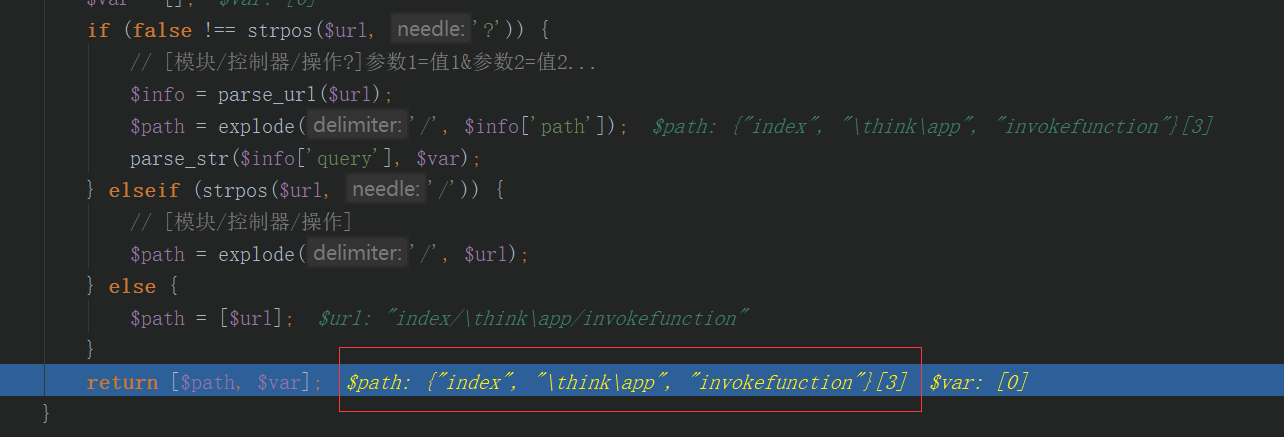 $var = []; $var: [0]
if (false !== strpos($url, needle: '?')) {
// [模块/控制器/操作?]参数1=值1&参数2=值2...
$info = parse_url($url);
$path = explode( delimiter: '/', $info['path']); $path: {"index", "\think\app", "invokefunction"}[3]
parse_str($info['query'], $var);
} elseif (strpos($url, needle: '/')) {
// [模块/控制器/操作]
$path = explode( delimiter: '/', $url);
} else {
$path = [$url]; $url: "index/\think\app/invokefunction"
}
return [$path, $var]; $path: {"index", "\think\app", "invokefunction"}[3] $var: [0]
}